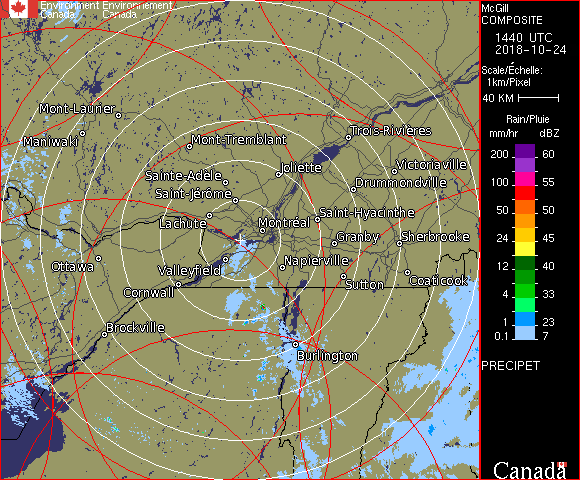 Environment Environnement
Canada Canada
McGill
COMPOSITE
1440 UTC
2018-10-24
Scale/Échelle:
1km/Pixel
40 KM
Rain/Pluie
mm/hr dBZ
200 60
100 55
50 50
24 45
12 40
4 33
1 23
0.1 7
PRECIPET
Canada
Mont-Laurier
Maniwaki
Mont-Tremblant
Trois-Rivières
Joliette
Victoriaville
Sainte-Adèle
Drummondville
Saint-Jérôme
Saint-Hyacinthe
Lachute
Montréal
Granby
Sherbrooke
Ottawa
Valleyfield
Napierville
Sutton
Coaticook
Cornwall
Brockville
Burlington